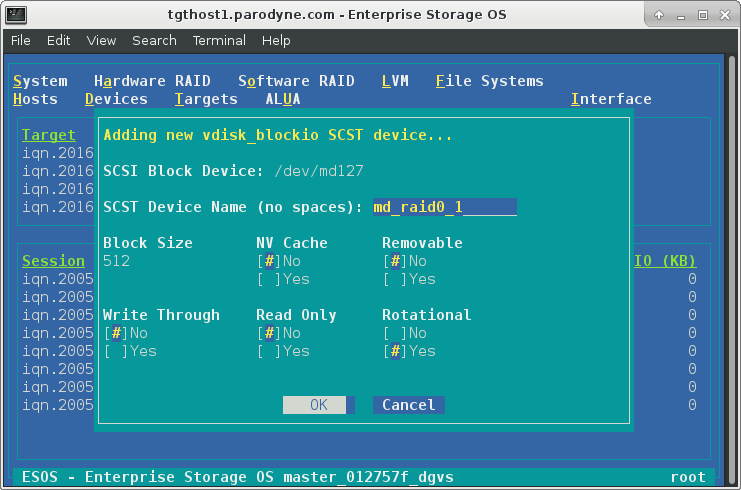 tgthost1.parodyne.com - Enterprise Storage OS
File Edit View Search Terminal Help
System Hardware RAID Software RAID LVM File Systems
Hosts Devices Targets ALUA Interface
Adding new vdisk_blockio SCST device...
Target
iqn.2016
SCSI Block Device: /dev/md127
iqn.2016
iqn.2016
SCST Device Name (no spaces): md_raid0_1______
iqn.2016
Block Size NV Cache Removable
Session 512 [#]No [#]No IO (KB)
iqn.2005 [ ]Yes [ ]Yes 0
iqn.2005 0
iqn.2005 Write Through Read Only Rotational 0
iqn.2005 [#]No [#]No [ ]No 0
iqn.2005 [ ]Yes [ ]Yes [#]Yes 0
iqn.2005 0
iqn.2005 0
iqn.2005 OK Cancel 0
ESOS - Enterprise Storage OS master_012757f_dgvs root